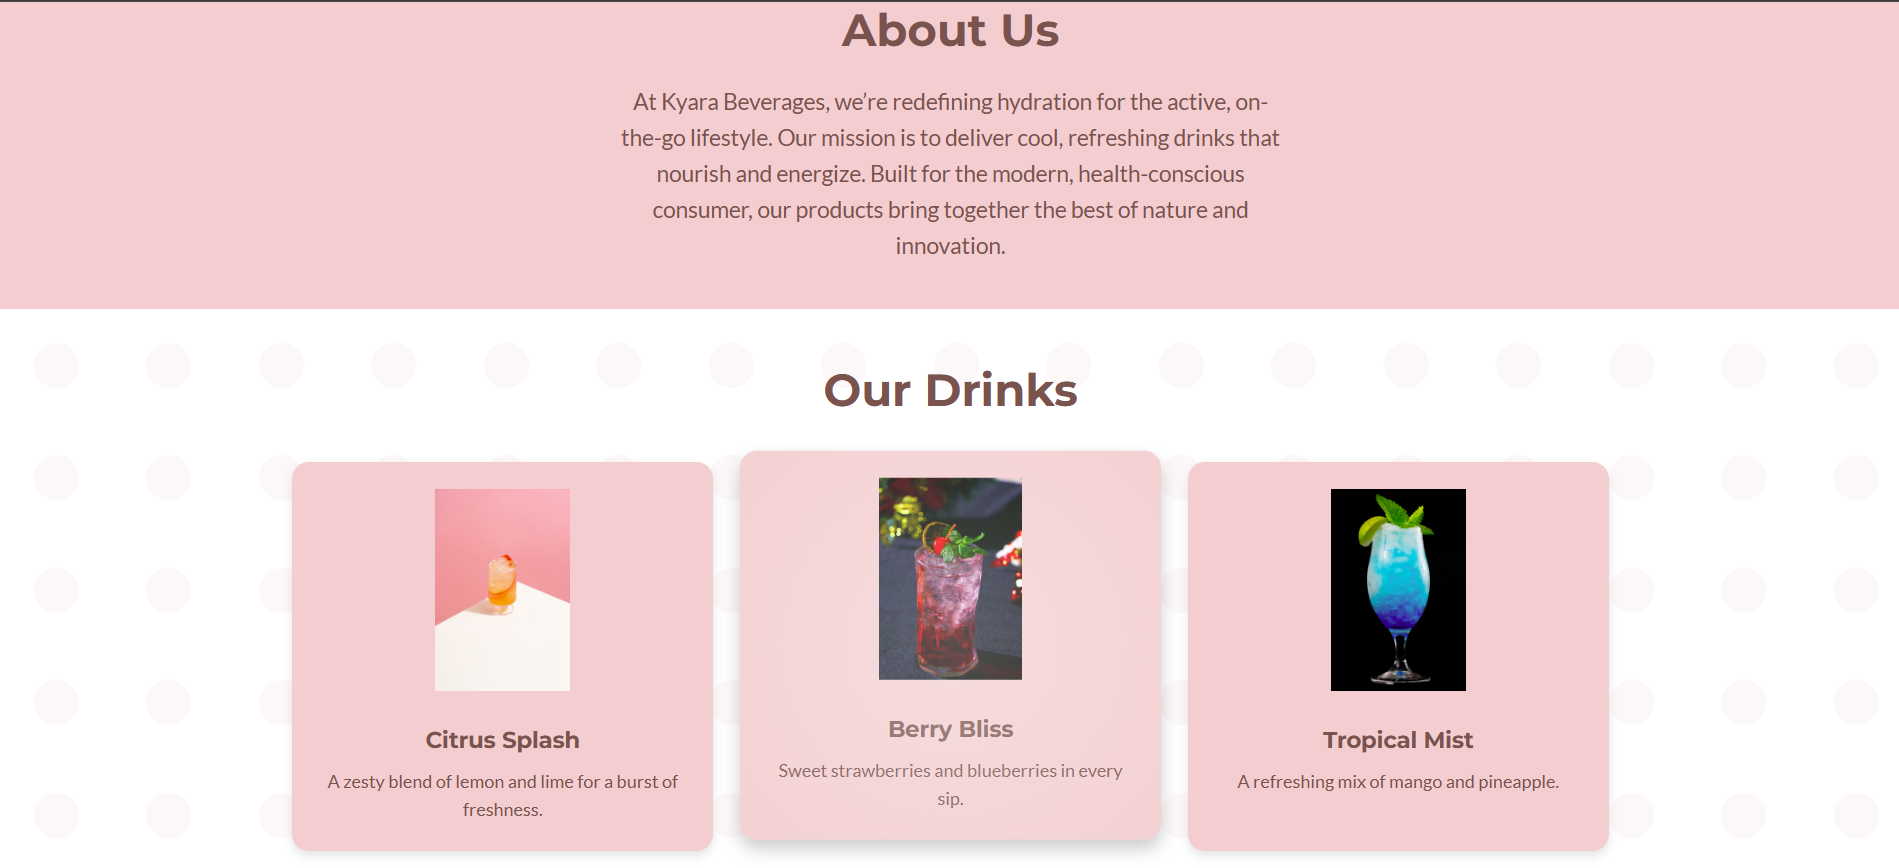 About Us
At Kyara Beverages, we’re redefining hydration for the active, on-
the-go lifestyle. Our mission is to deliver cool, refreshing drinks that
nourish and energize. Built for the modern, health-conscious
consumer, our products bring together the best of nature and
innovation.
Our Drinks
Citrus Splash
A zesty blend of lemon and lime for a burst of
freshness.
Berry Bliss
Sweet strawberries and blueberries in every
sip.
Tropical Mist
A refreshing mix of mango and pineapple.